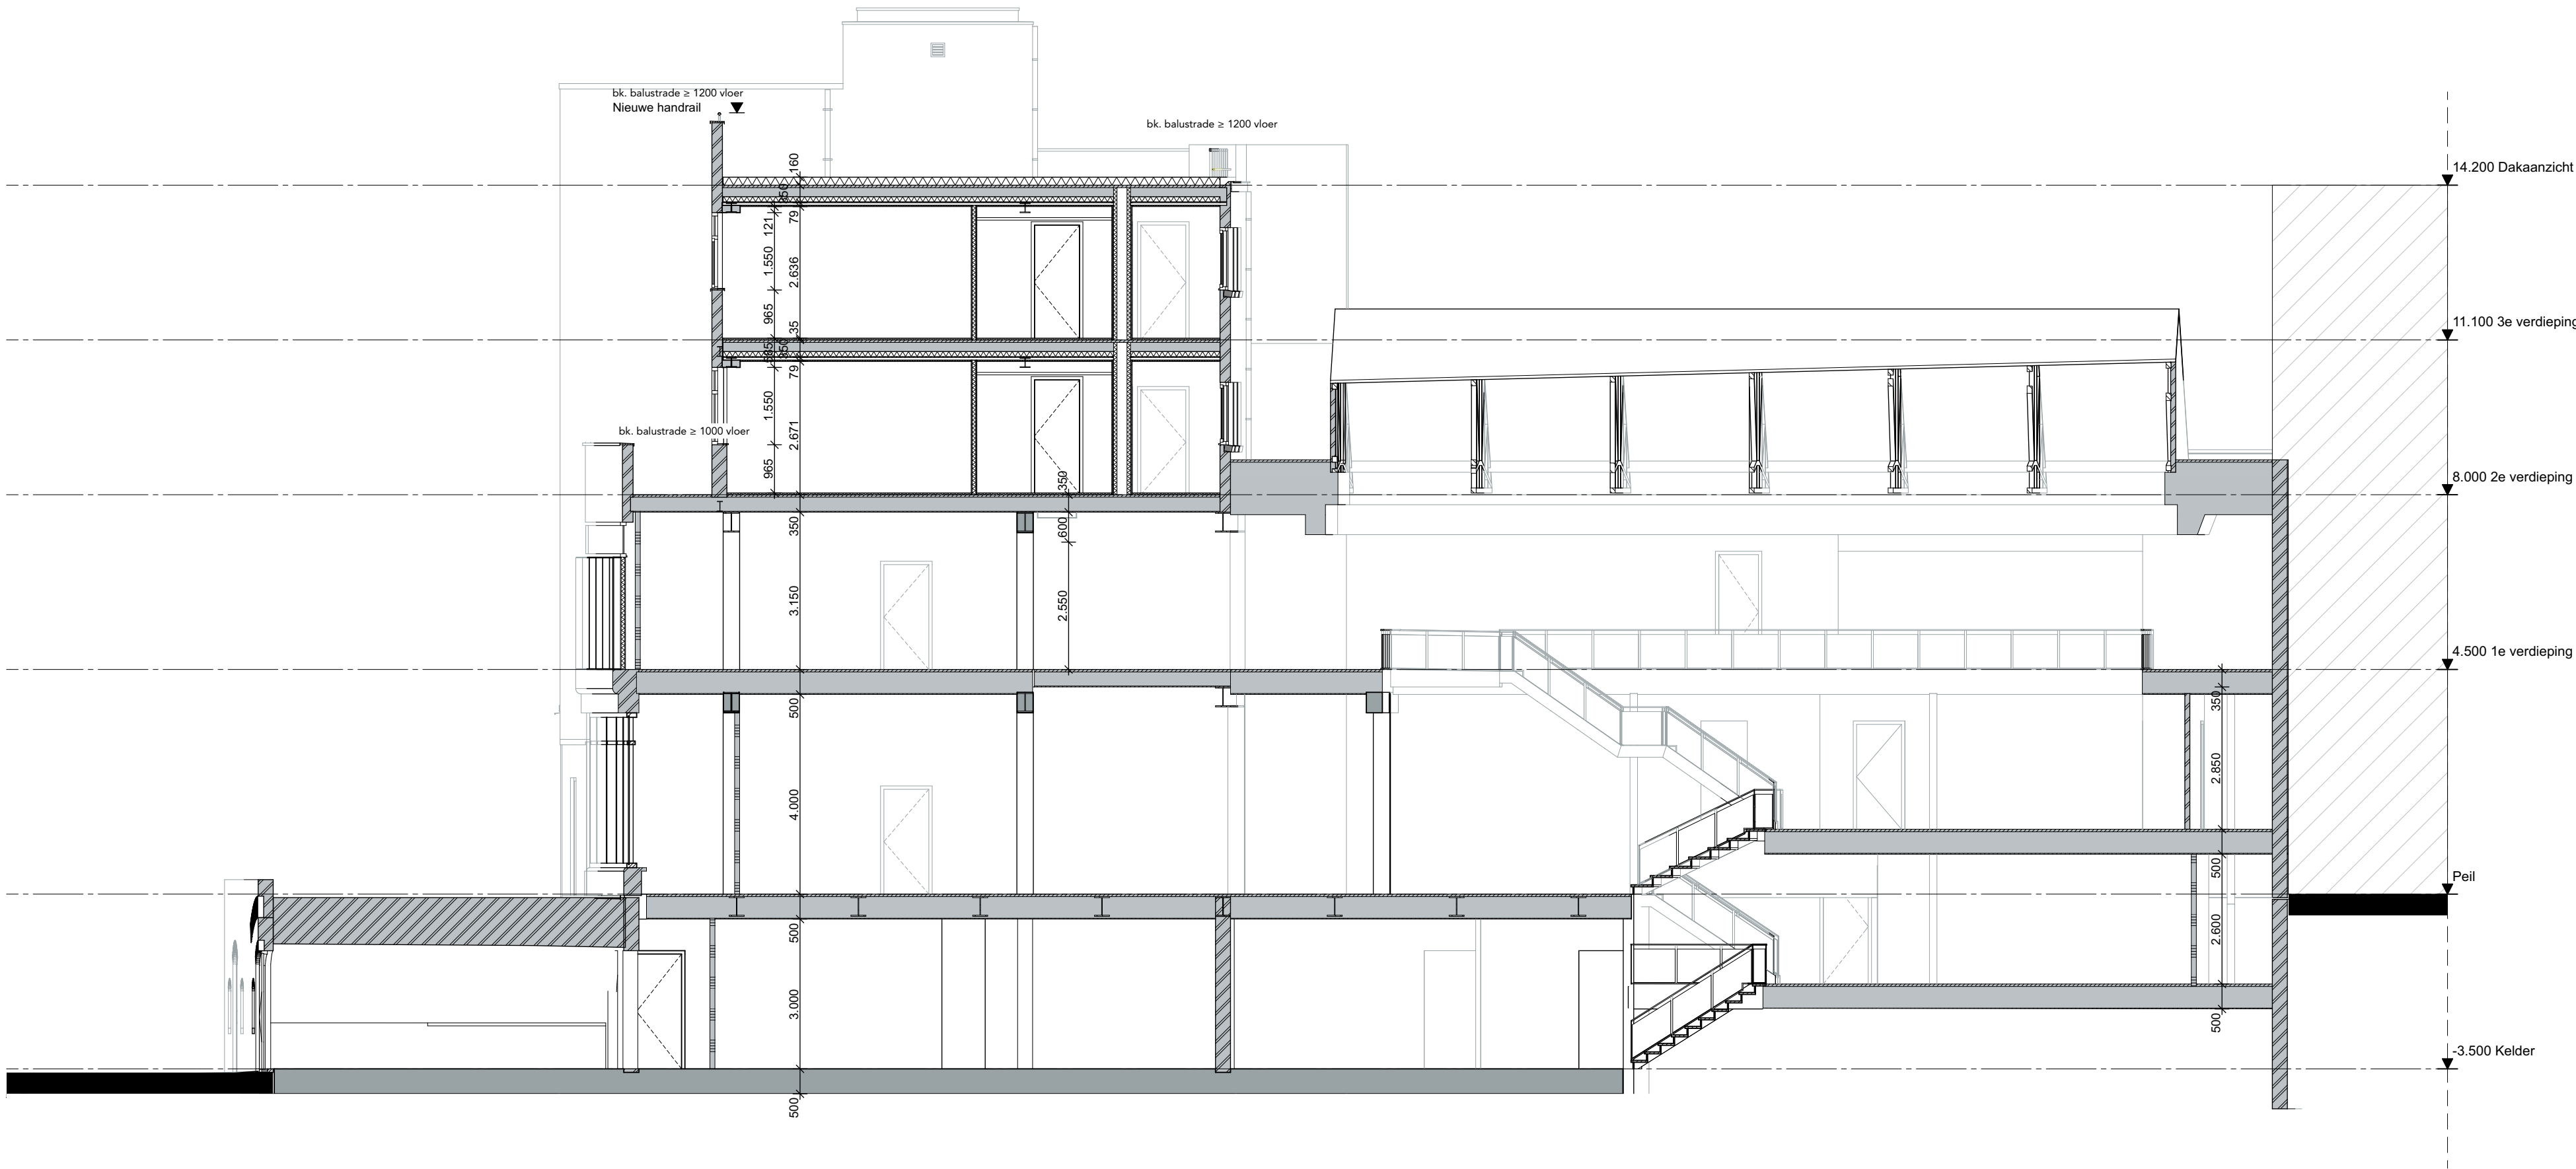 bk. balustrade ≥ 1200 vloer
Nieuwe handrail
bk. balustrade ≥ 1200 vloer
14.200 Dakaanzicht
160
350
79
121
1.550
2.636
965
35
11.100 3e verdieping
585
350
79
1.550
2.671
bk. balustrade ≥ 1000 vloer
965
350
8.000 2e verdieping
350
600
3.150
2.550
4.500 1e verdieping
500
350
4.000
2.850
500
Peil
500
2.600
3.000
500
-3.500 Kelder
500